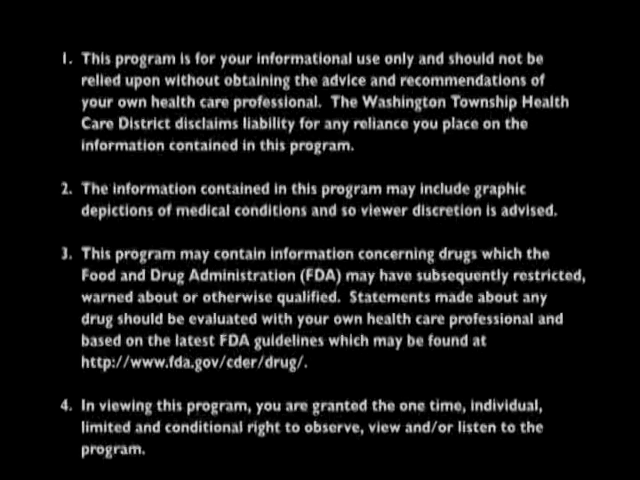 1. This program is for your informational use only and should not be
relied upon without obtaining the advice and recommendations of
your own health care professional. The Washington Township Health
Care District disclaims liability for any reliance you place on the
information contained in this program.
2. The information contained in this program may include graphic
depictions of medical conditions and so viewer discretion is advised.
3. This program may contain information concerning drugs which the
Food and Drug Administration (FDA) may have subsequently restricted,
warned about or otherwise qualified. Statements made about any
drug should be evaluated with your own health care professional and
based on the latest FDA guidelines which may be found at
http://www.fda.gov/cder/drug/.
4. In viewing this program, you are granted the one time, individual,
limited and conditional right to observe, view and/or listen to the
program.